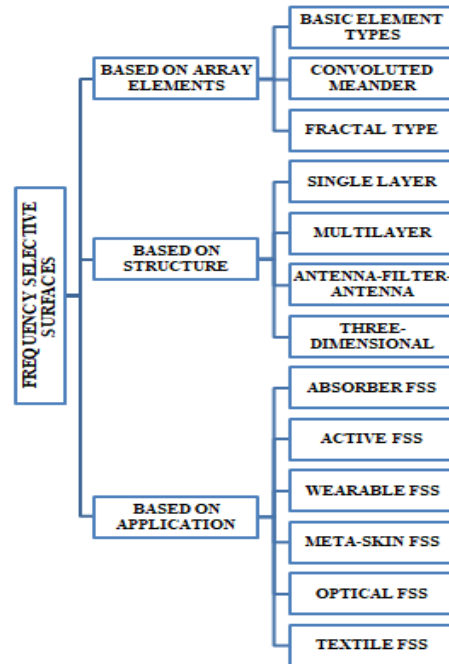 FREQUENCY SELECTIVE
SURFACES
BASED ON ARRAY
ELEMENTS
BASIC ELEMENT
TYPES
CONVOLUTED
MEANDER
FRACTAL TYPE
BASED ON
STRUCTURE
SINGLE LAYER
MULTILAYER
ANTENNA-FILTER-
ANTENNA
THREE-
DIMENSIONAL
BASED ON
APPLICATION
ABSORBER FSS
ACTIVE FSS
WEARABLE FSS
META-SKIN FSS
OPTICAL FSS
TEXTILE FSS